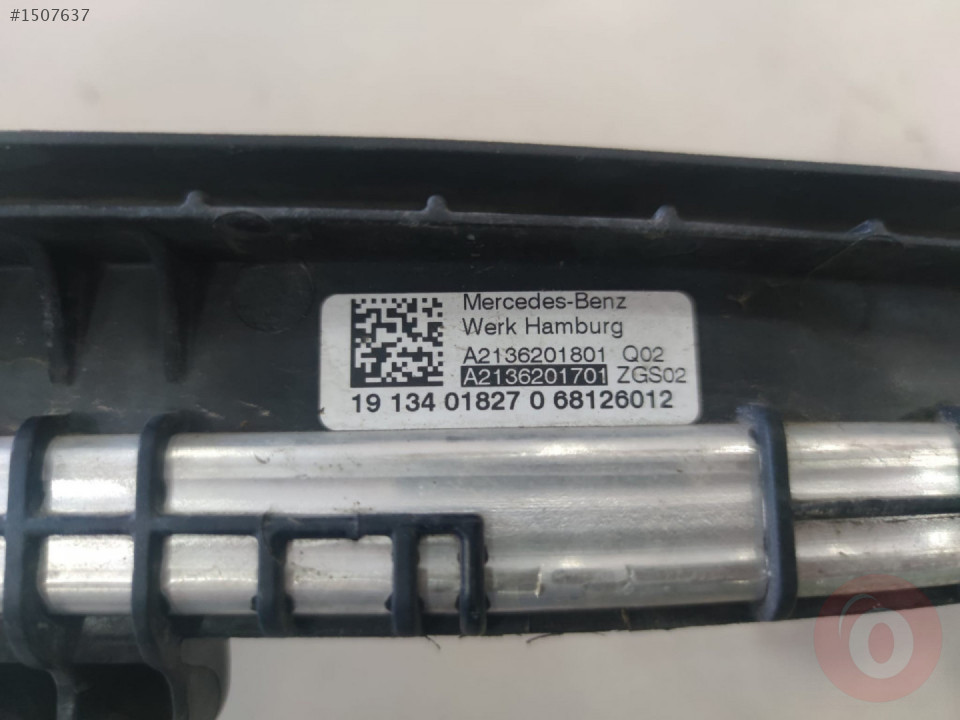 #1507637
Mercedes-Benz
Werk Hamburg
A2136201801 Q02
A2136201701 ZGS02
19 134 01827 0 68126012
O